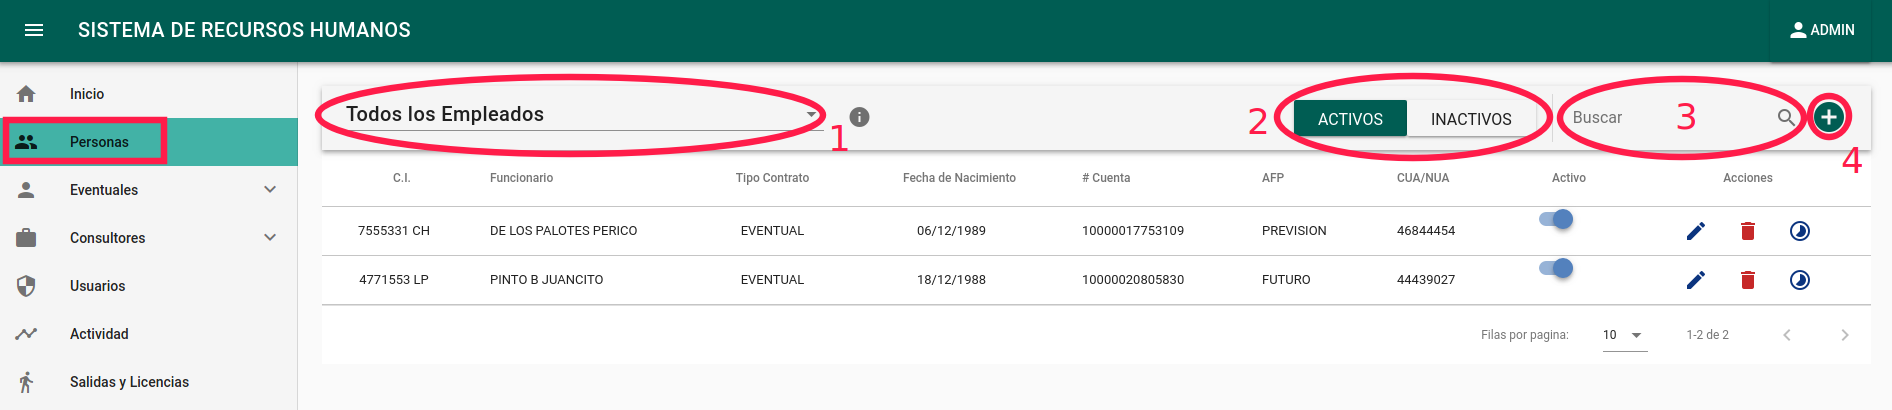 SISTEMA DE RECURSOS HUMANOS
ADMIN
Inicio
Personas
Eventuales
Consultores
Usuarios
Actividad
Salidas y Licencias
Todos los Empleados
1
2
ACTIVOS INACTIVOS
Buscar
3
4
C.I. Funcionario Tipo Contrato Fecha de Nacimiento # Cuenta AFP CUA/NUA Activo Acciones
7555331 CH DE LOS PALOTES PERICO EVENTUAL 06/12/1989 10000017753109 PREVISION 46844454
4771553 LP PINTO B JUANCITO EVENTUAL 18/12/1988 10000020805830 FUTURO 44439027
Filas por pagina: 10 1-2 de 2